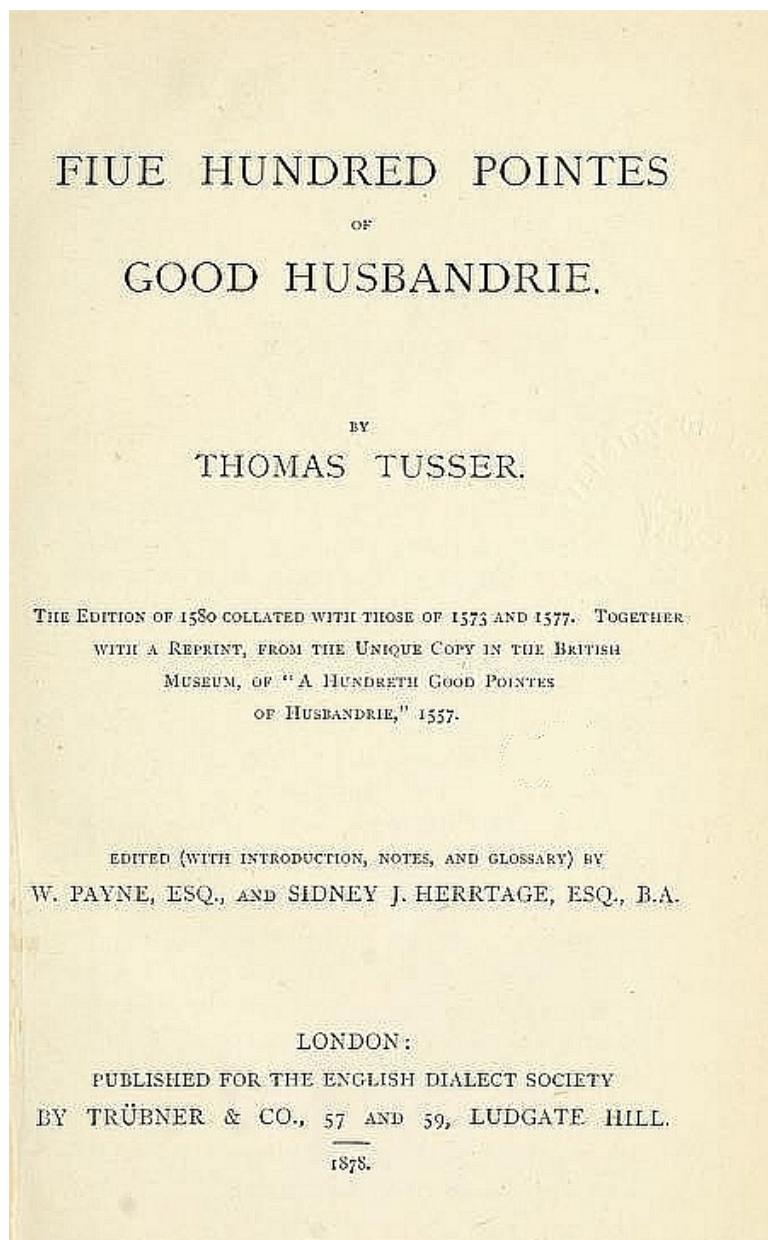 FIUE HUNDRED POINTES
OF
GOOD HUSBANDRIE.
BY
THOMAS TUSSER.
THE EDITION OF 1580 COLLATED WITH THOSE OF 1573 AND 1577. TOGETHER
WITH A REPRINT, FROM THE UNIQUE COPY IN THE BRITISH
MUSEUM, OF "A HUNDRETH GOOD POINTES
OF HUSBANDRIE," 1557.
EDITED (WITH INTRODUCTION, NOTES, AND GLOSSARY) BY
W. PAYNE, ESQ., AND SIDNEY J. HERRTAGE, ESQ., B.A.
LONDON:
PUBLISHED FOR THE ENGLISH DIALECT SOCIETY
BY TRÜBNER & CO., 57 AND 59, LUDGATE HILL.
1878.